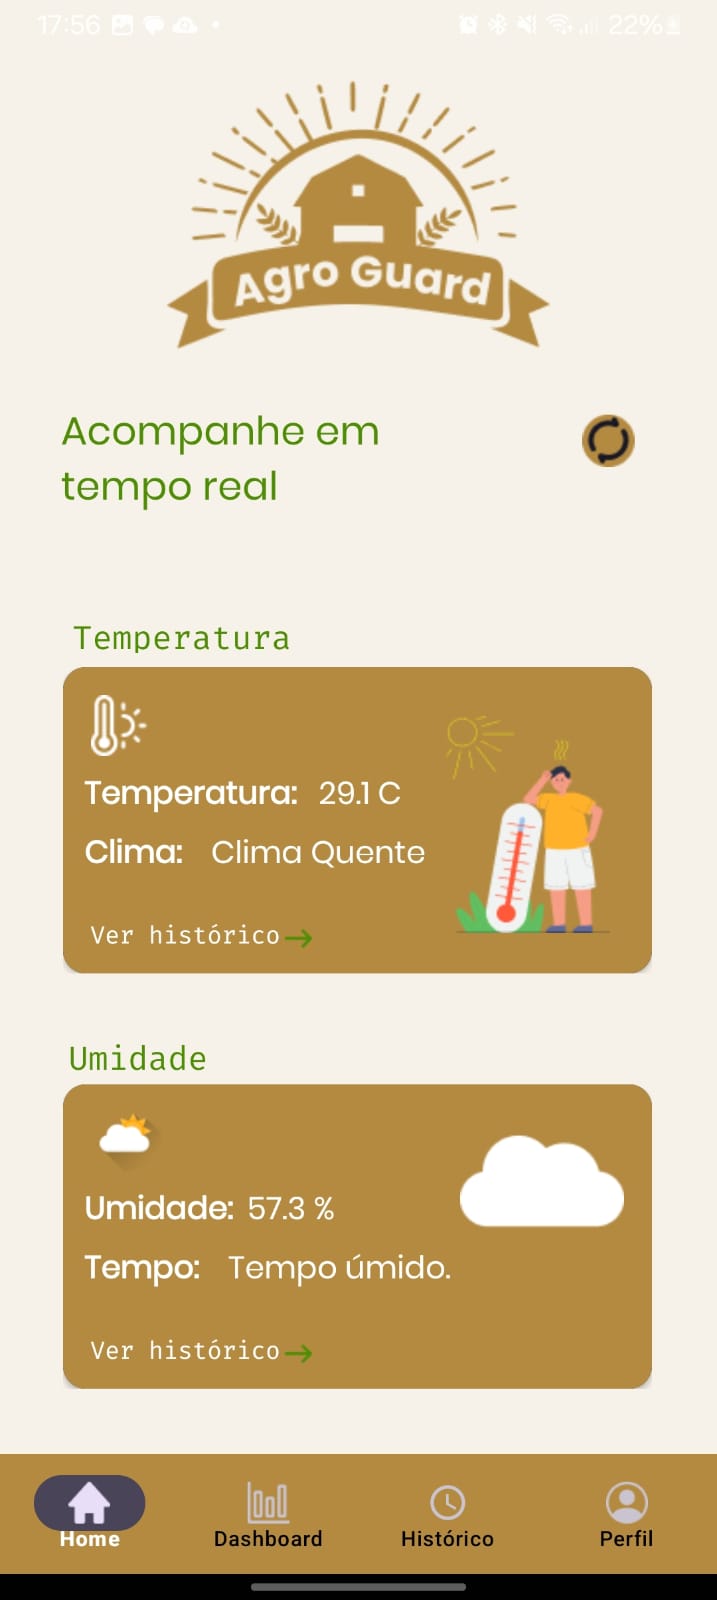 17:56
22%
Agro Guard
Acompanhe em
tempo real
Temperatura
Temperatura: 29.1 C
Clima: Clima Quente
Ver histórico→
Umidade
Umidade: 57.3 %
Tempo: Tempo úmido.
Ver histórico→
Home Dashboard Histórico Perfil